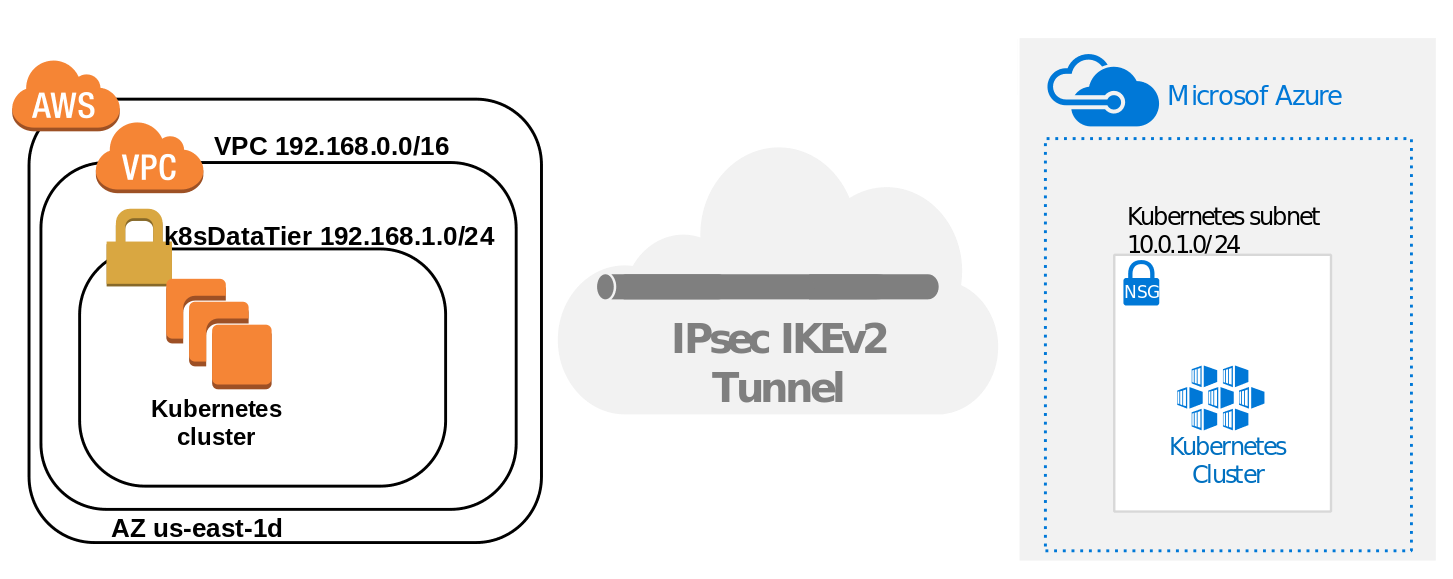 AWS
VPC
VPC 192.168.0.0/16
k8sDataTier 192.168.1.0/24
Kubernetes
cluster
AZ us-east-1d
IPsec IKEv2
Tunnel
Microsof Azure
Kubernetes subnet
10.0.1.0/24
NSG
Kubernetes
Cluster